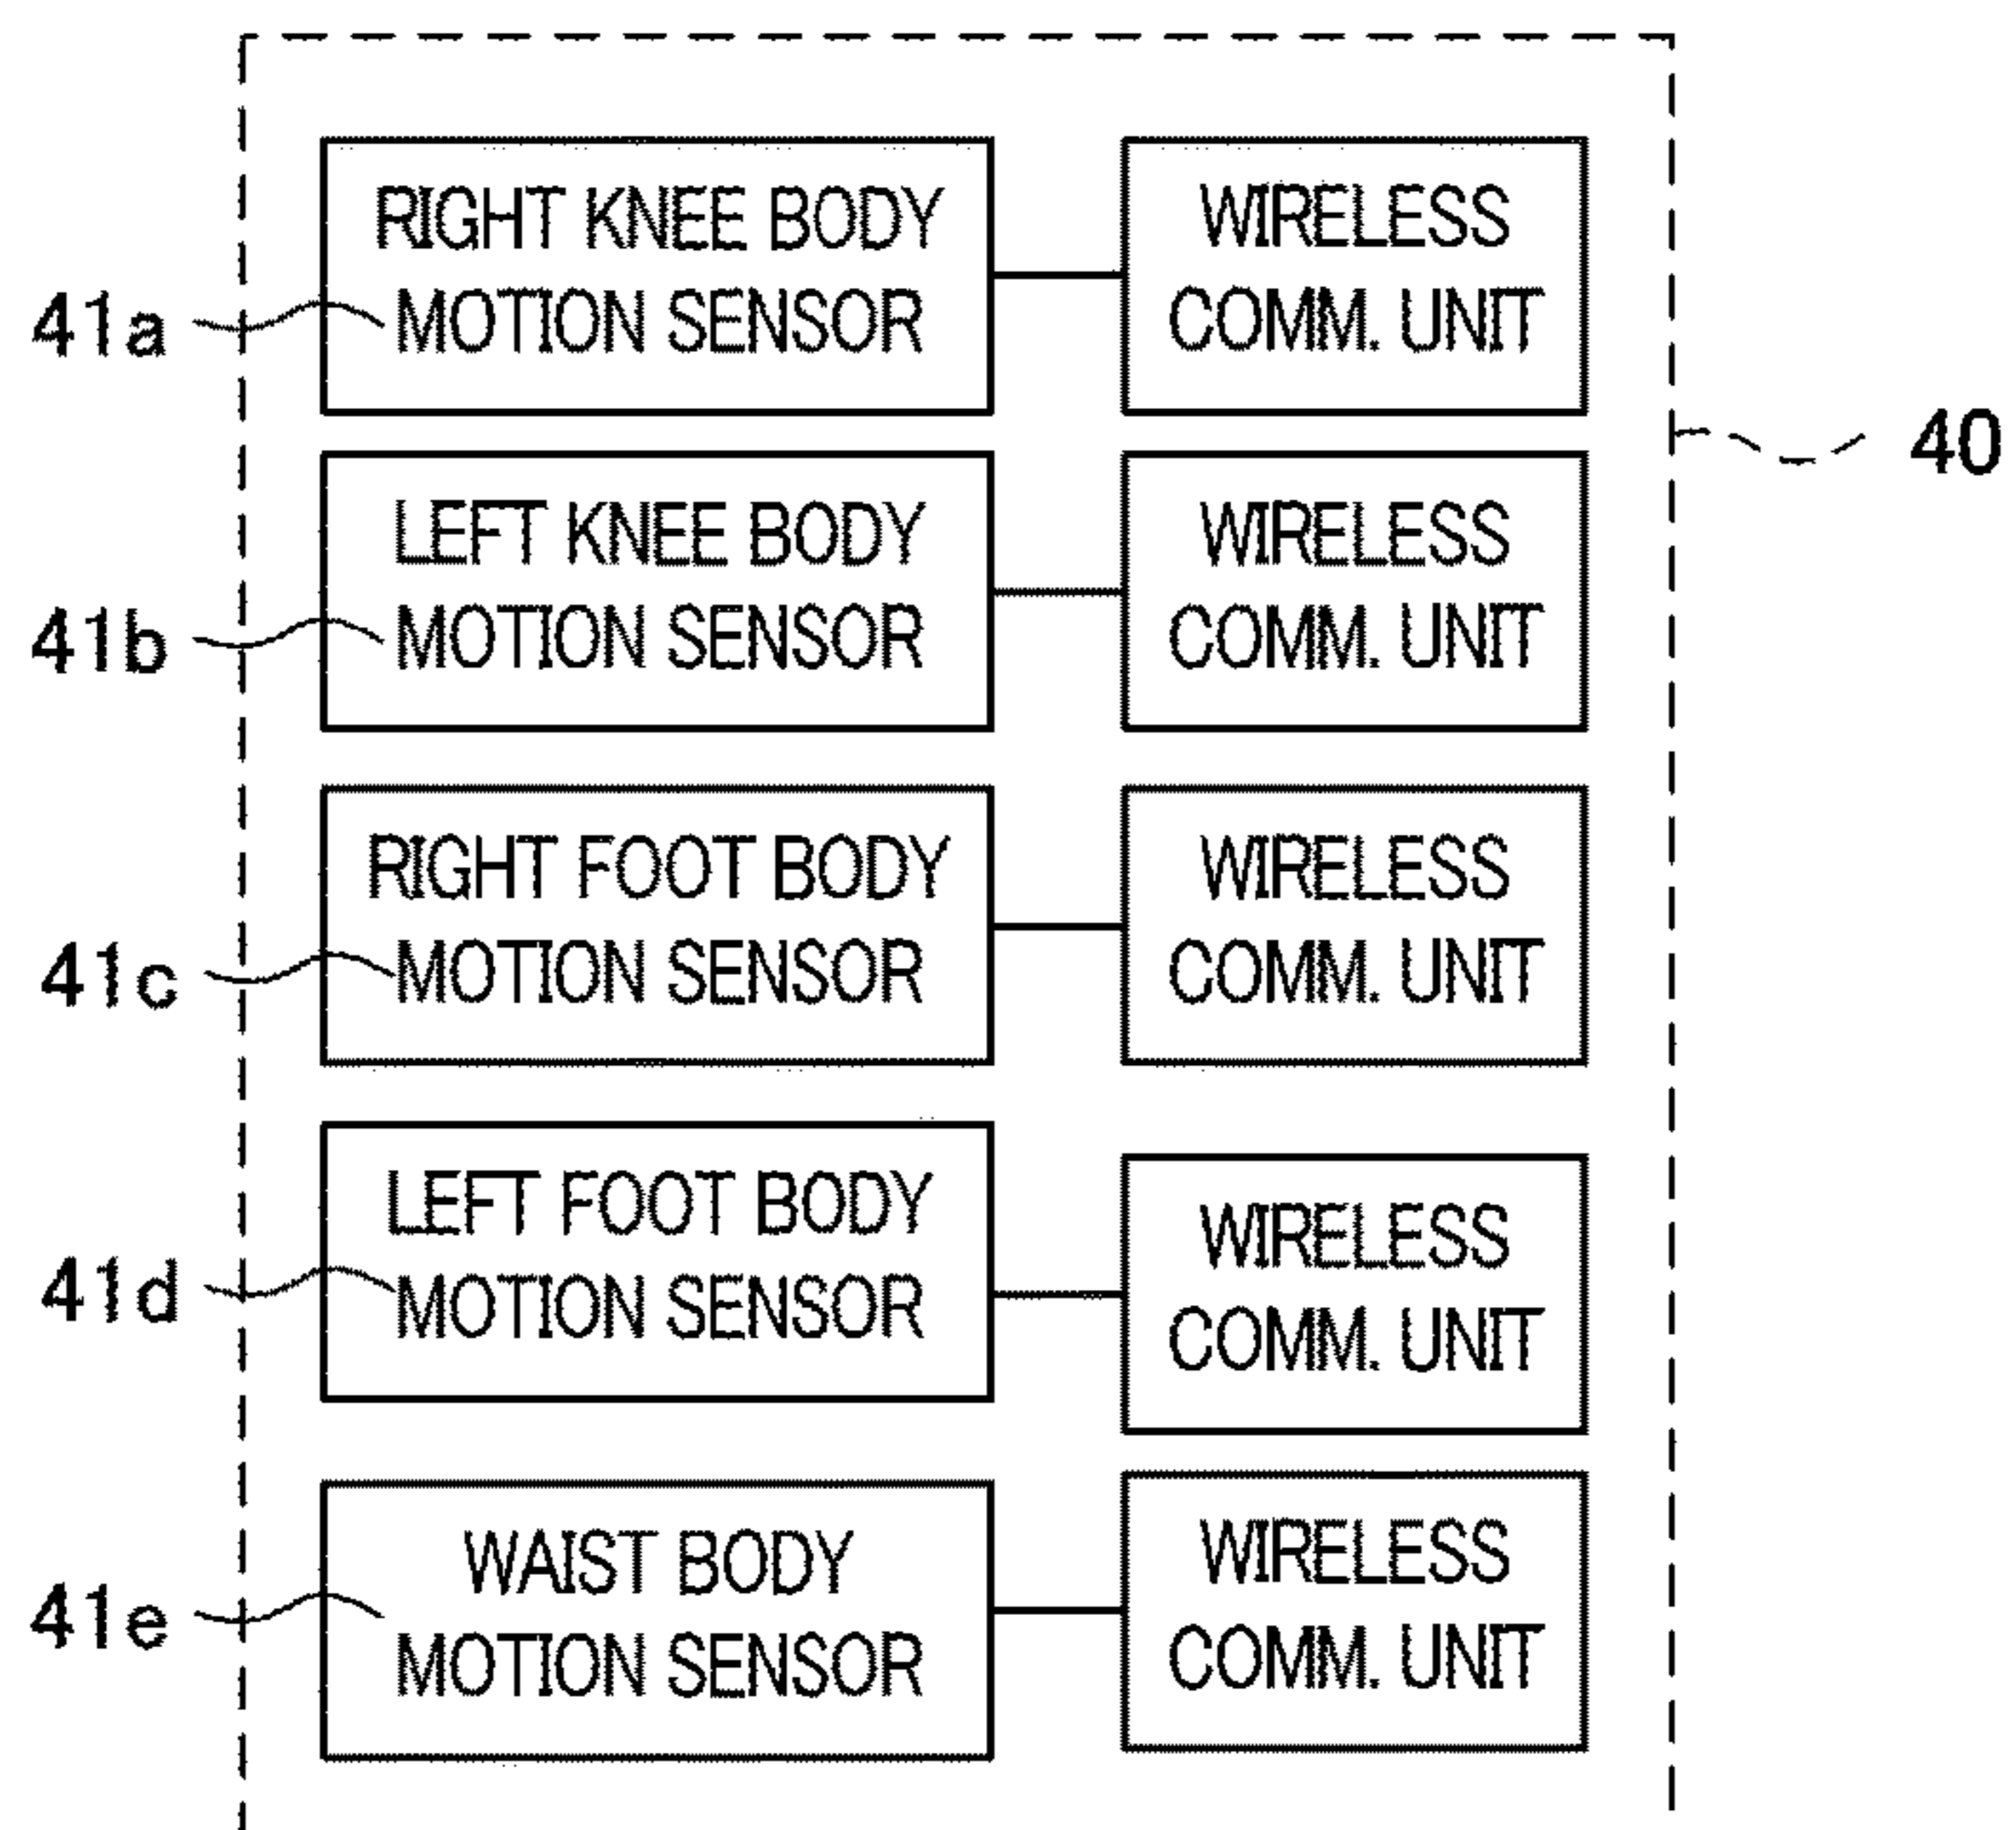 RIGHT KNEE BODY
MOTION SENSOR
WIRELESS
COMM. UNIT
41a
40
LEFT KNEE BODY
MOTION SENSOR
WIRELESS
COMM. UNIT
41b
RIGHT FOOT BODY
MOTION SENSOR
WIRELESS
COMM. UNIT
41c
LEFT FOOT BODY
MOTION SENSOR
WIRELESS
COMM. UNIT
41d
WAIST BODY
MOTION SENSOR
WIRELESS
COMM. UNIT
41e